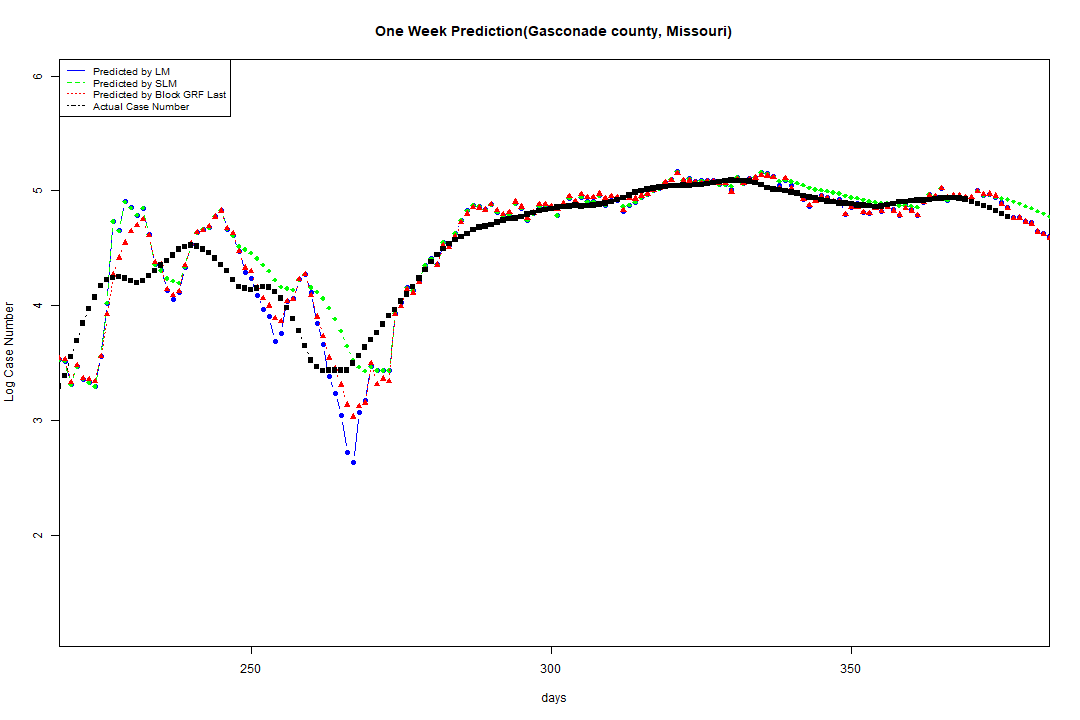 One Week Prediction(Gasconade county, Missouri)
Predicted by LM
Predicted by SLM
Predicted by Block GRF Last
Actual Case Number
6
5
4
3
2
Log Case Number
250
300
350
days